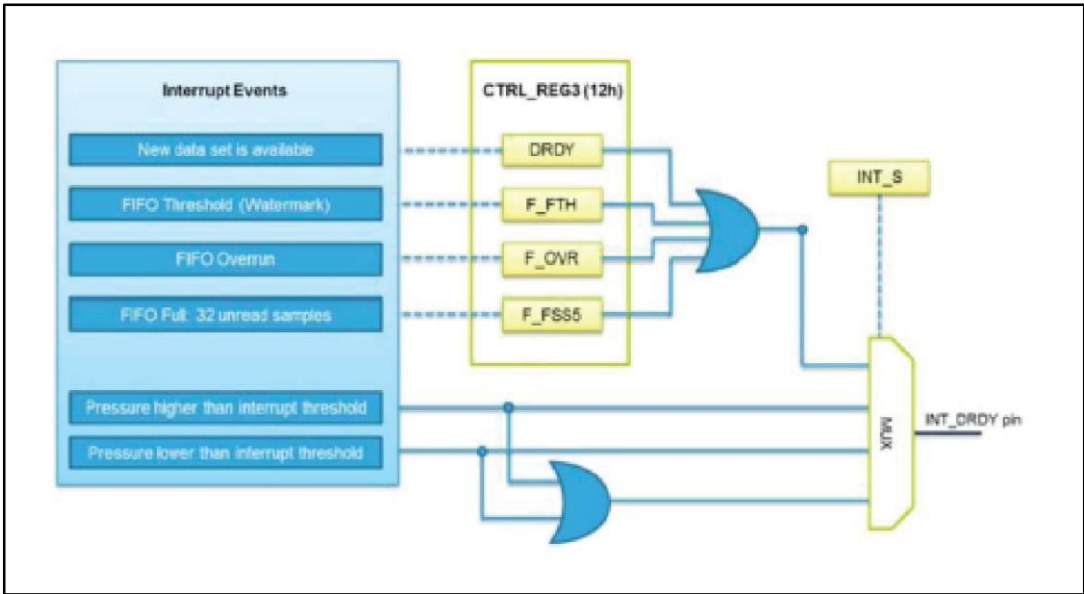 Interrupt Events
CTRL_REG3 (12h)
New data set is available
DRDY
FIFO Threshold (Watermark)
F_FTH
INT_S
FIFO Overrun
F_OVR
FIFO Full: 32 unread samples
F_FSS5
Pressure higher than interrupt threshold
INT_DRDY pin
MUX
Pressure lower than interrupt threshold